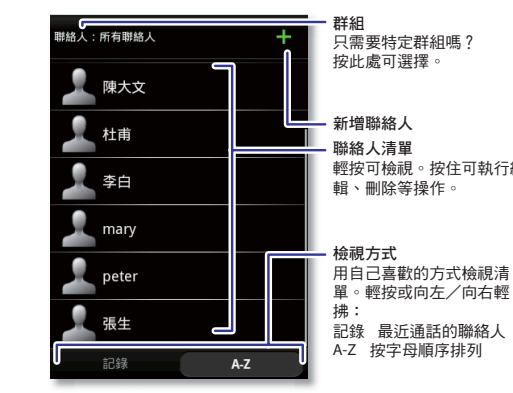 聯絡人：所有聯絡人
陳大文
杜甫
李白
mary
peter
張生
記錄
A-Z
群組
只需要特定群組嗎？
按此處可選擇。
新增聯絡人
聯絡人清單
輕按可檢視。按住可執行
輯、刪除等操作。
檢視方式
用自己喜歡的方式檢視清
單。輕按或向左／向右輕
拂：
記錄 最近通話的聯絡人
A-Z 按字母順序排列